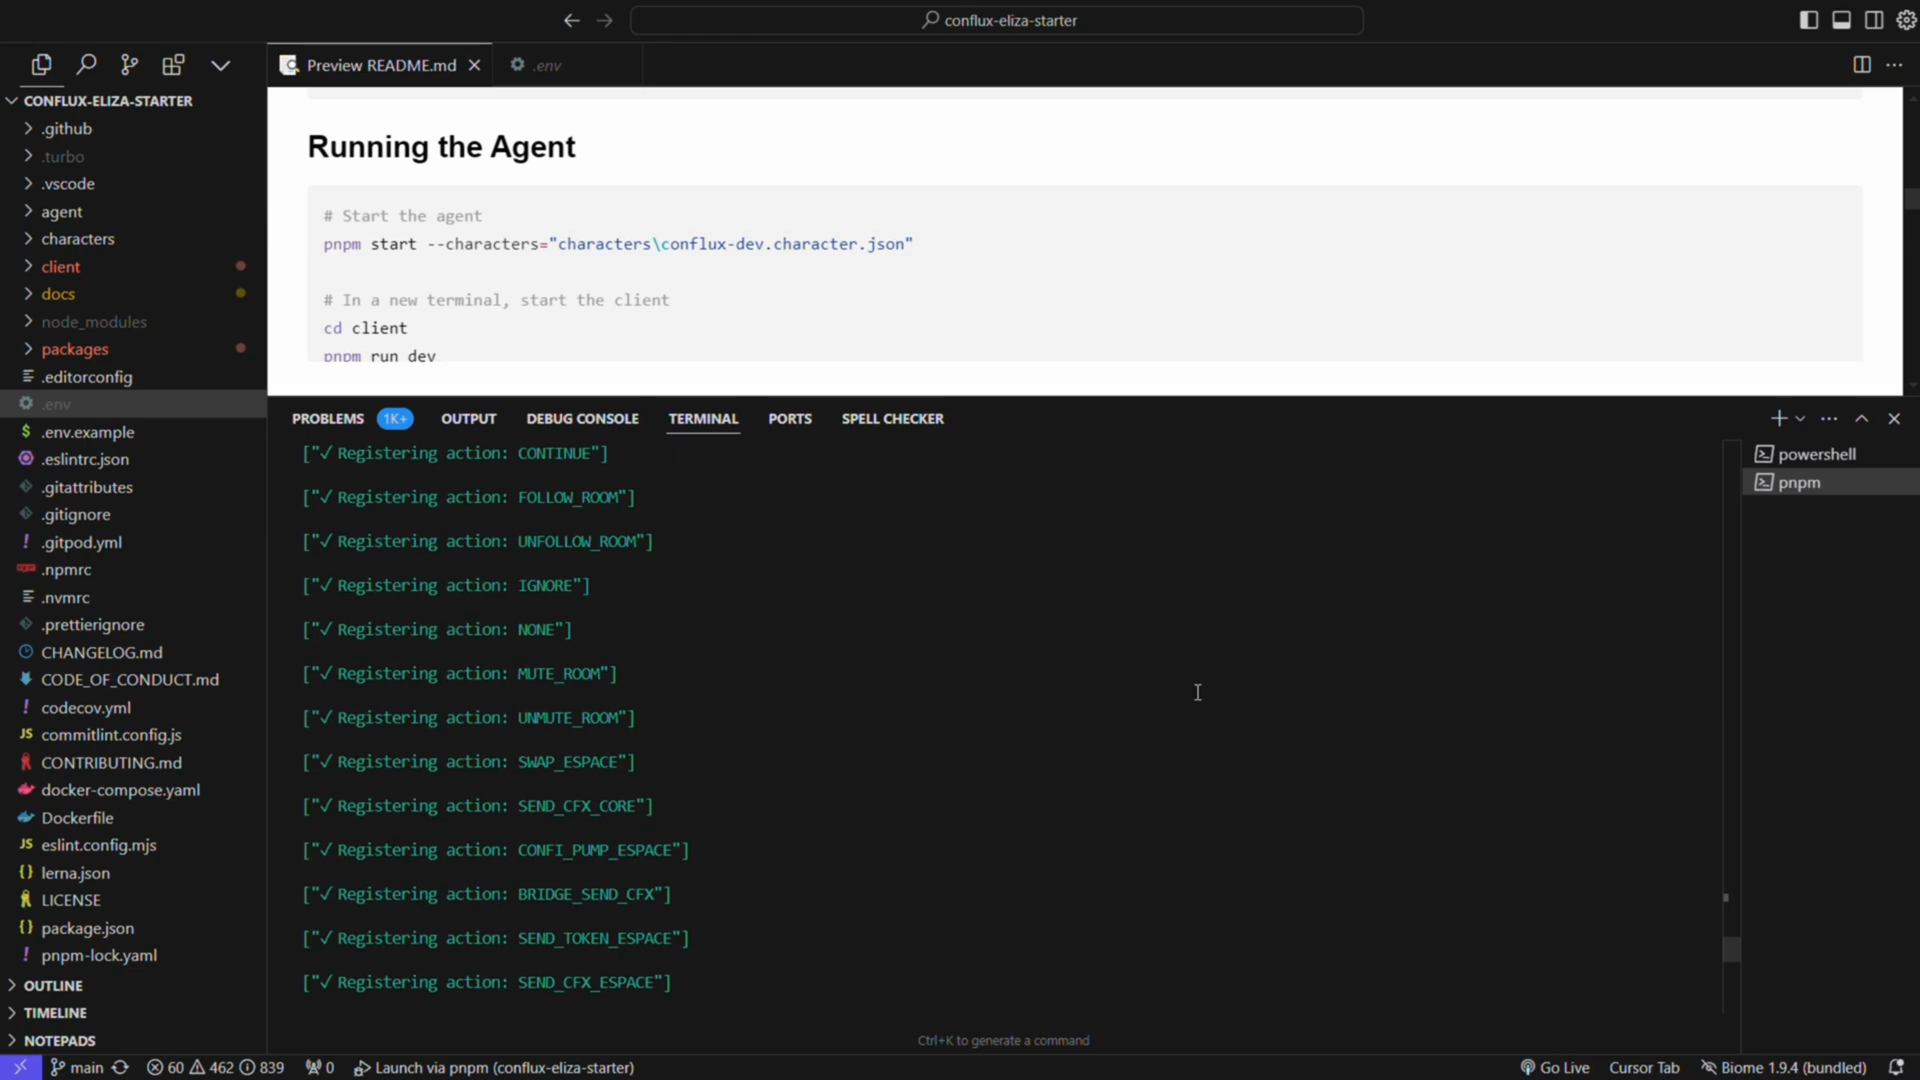 conflux-eliza-starter
Preview README.md
.env
CONFLUX-ELIZA-STARTER
.github
.turbo
.vscode
agent
characters
client
docs
node_modules
packages
.editorconfig
.env
.env.example
.eslintrc.json
.gitattributes
.gitignore
.gitpod.yml
.npmrc
.nvmrc
.prettierignore
CHANGELOG.md
CODE_OF_CONDUCT.md
codecov.yml
commitlint.config.js
CONTRIBUTING.md
docker-compose.yaml
Dockerfile
eslint.config.mjs
lerna.json
LICENSE
package.json
pnpm-lock.yaml
OUTLINE
TIMELINE
NOTEPADS
Running the Agent
# Start the agent
pnpm start --characters="characters\conflux-dev.character.json"
# In a new terminal, start the client
cd client
pnpm run dev
PROBLEMS 1K+ OUTPUT DEBUG CONSOLE TERMINAL PORTS SPELL CHECKER
["✓ Registering action: CONTINUE"]
["✓ Registering action: FOLLOW_ROOM"]
["✓ Registering action: UNFOLLOW_ROOM"]
["✓ Registering action: IGNORE"]
["✓ Registering action: NONE"]
["✓ Registering action: MUTE_ROOM"]
["✓ Registering action: UNMUTE_ROOM"]
["✓ Registering action: SWAP_ESPACE"]
["✓ Registering action: SEND_CFX_CORE"]
["✓ Registering action: CONFI_PUMP_ESPACE"]
["✓ Registering action: BRIDGE_SEND_CFX"]
["✓ Registering action: SEND_TOKEN_ESPACE"]
["✓ Registering action: SEND_CFX_ESPACE"]
powershell
pnpm
Ctrl+K to generate a command
main 60 462 839 0 Launch via pnpm (conflux-eliza-starter) Go Live Cursor Tab Biome 1.9.4 (bundled)